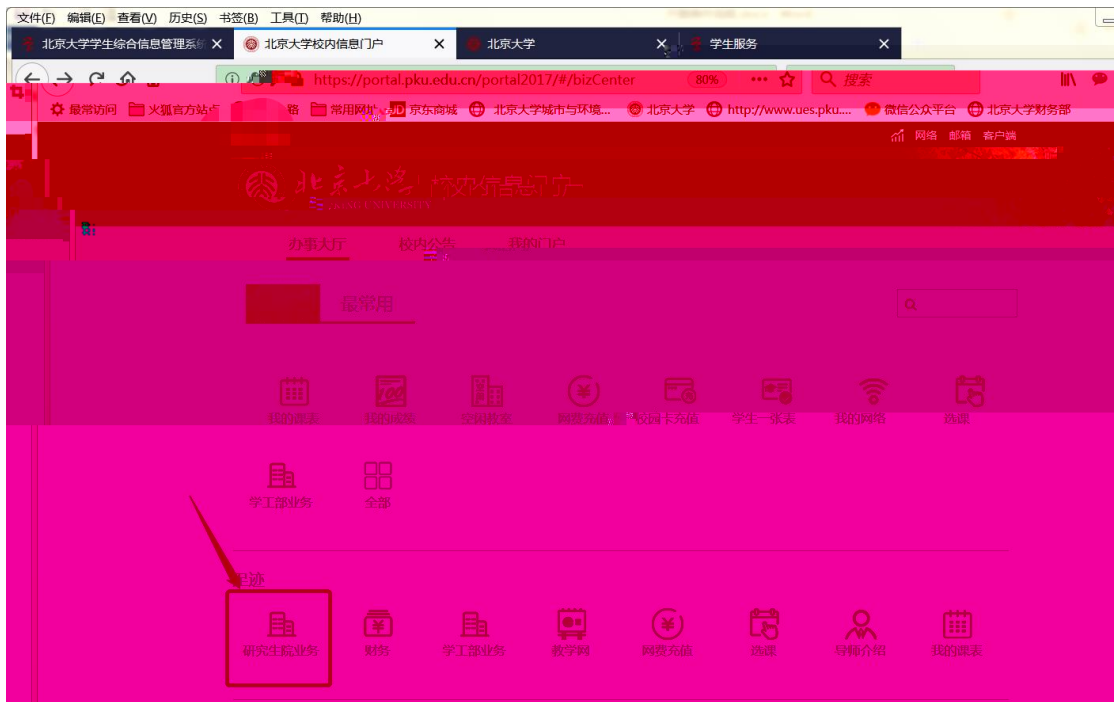 文件(F) 编辑(E) 查看(V) 历史(S) 书签(B) 工具(T) 帮助(H)
北京大学学生综合信息管理系统 北京大学校内信息门户 北京大学 学生服务
https://portal.pku.edu.cn/portal2017/#/bizCenter 80% 搜索
最常访问 火狐官方站点 路 常用网址 JD 京东商城 北京大学城市与环境... 北京大学 http://www.ues.pku.... 微信公众平台 北京大学财务部
网络 邮箱 客户端
北京大学 校内信息门户
办事大厅 校内公告 我的门户
最常用
我的课表 我的成绩 空闲教室 网费充值 校园卡充值 学生一张表 我的网络 选课
学工部业务 全部
足迹
研究生院业务 财务 学工部业务 教学网 网费充值 选课 导师介绍 我的课表